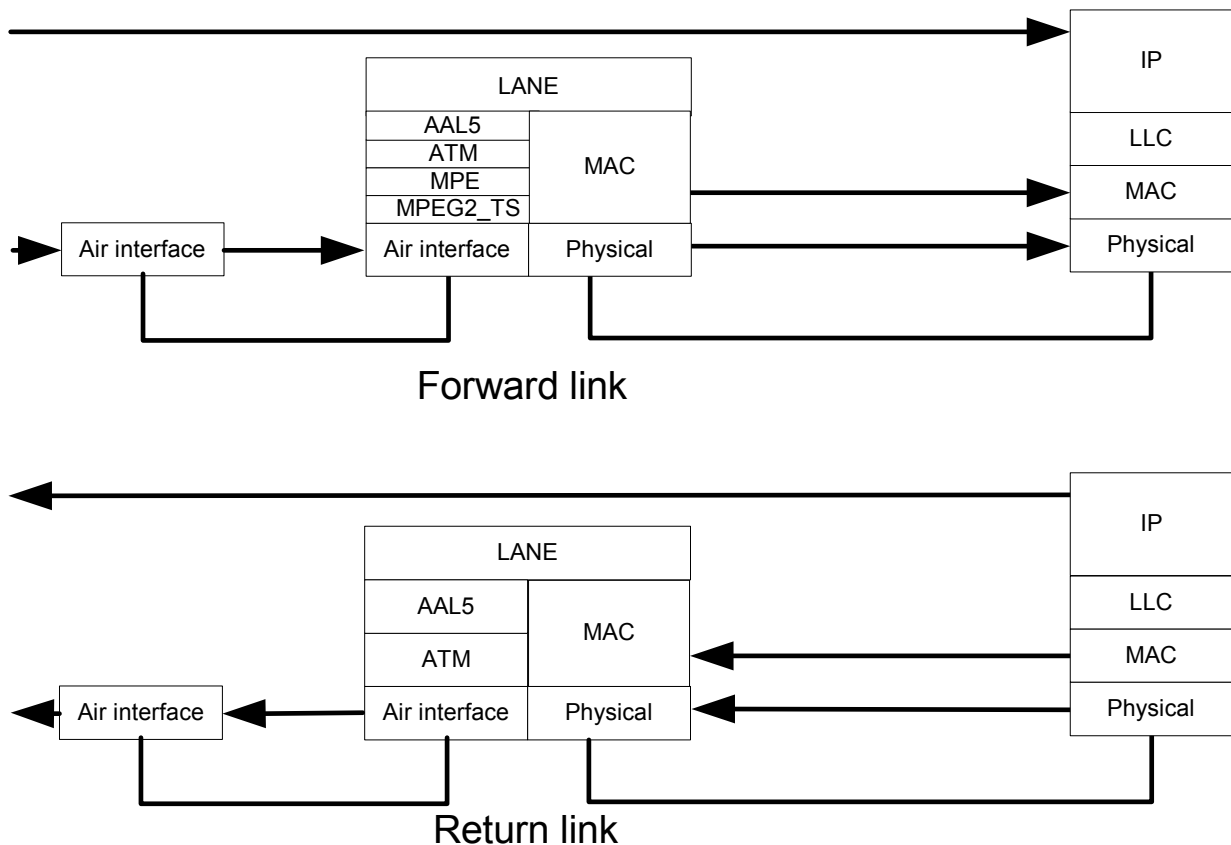 IP
LANE
AAL5
ATM
MAC
LLC
MPE
MAC
MPEG2_TS
Air interface
Air interface
Physical
Physical
Forward link
IP
LANE
AAL5
MAC
LLC
ATM
MAC
Air interface
Air interface
Physical
Physical
Return link